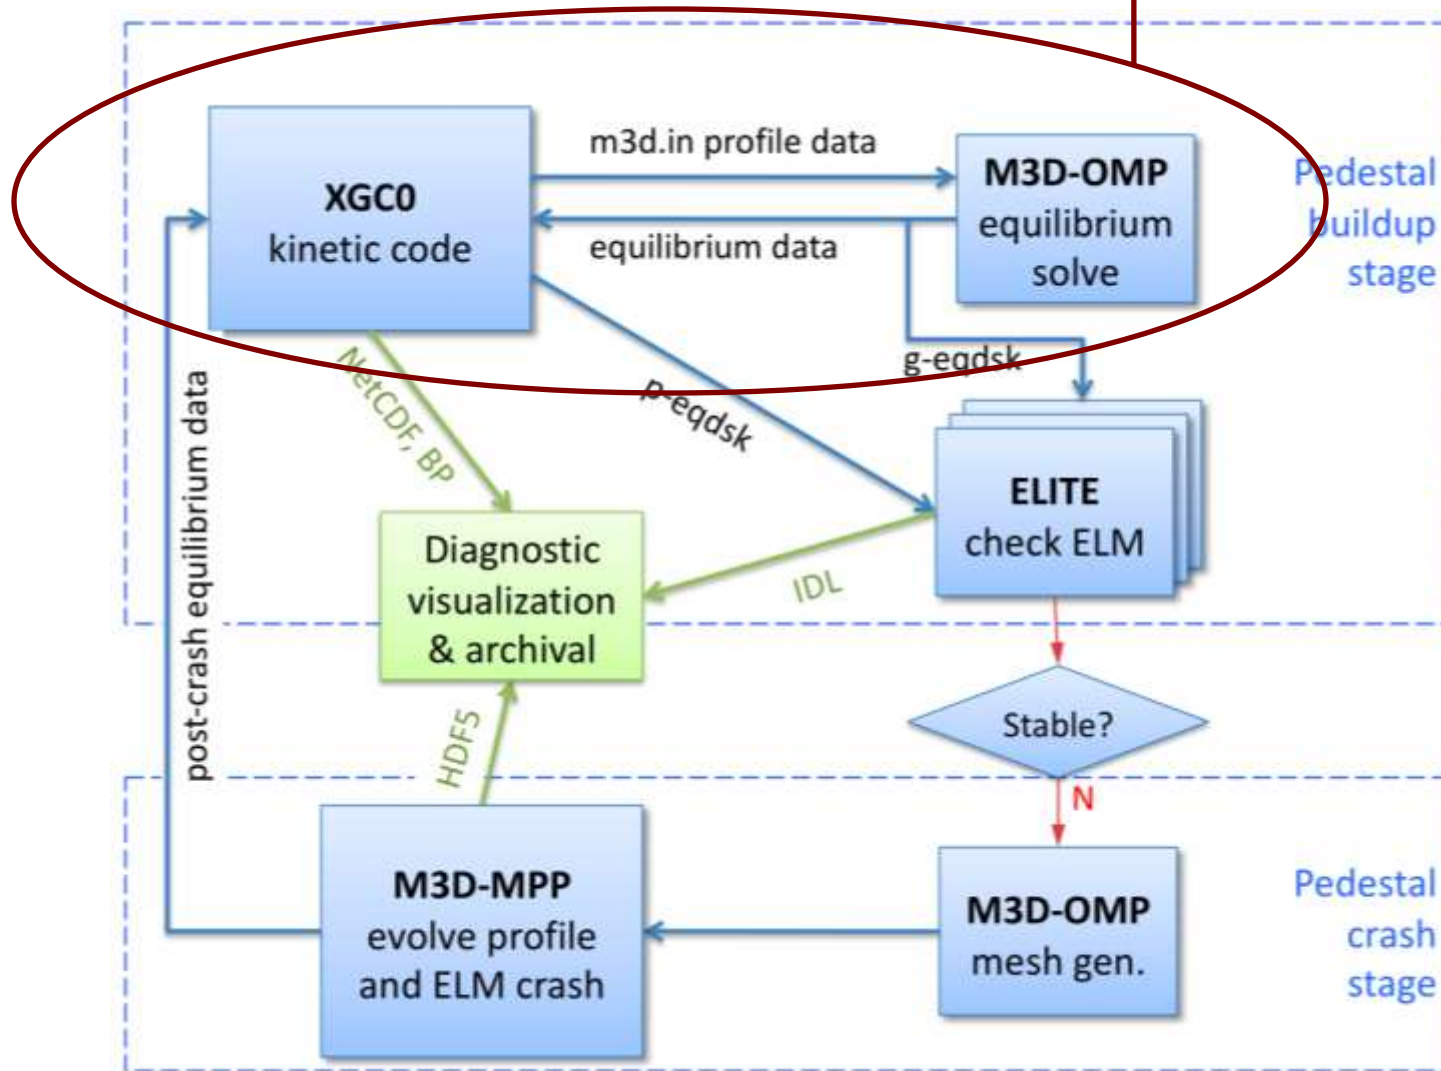 XGC0
kinetic code
m3d.in profile data
equilibrium data
M3D-OMP
equilibrium
solve
Pedestal
buildup
stage
g-eqdsk
p-eqdsk
NetCDF, BP
post-crash equilibrium data
ELITE
check ELM
Diagnostic
visualization
& archival
IDL
HDF5
Stable?
N
M3D-MPP
evolve profile
and ELM crash
M3D-OMP
mesh gen.
Pedestal
crash
stage